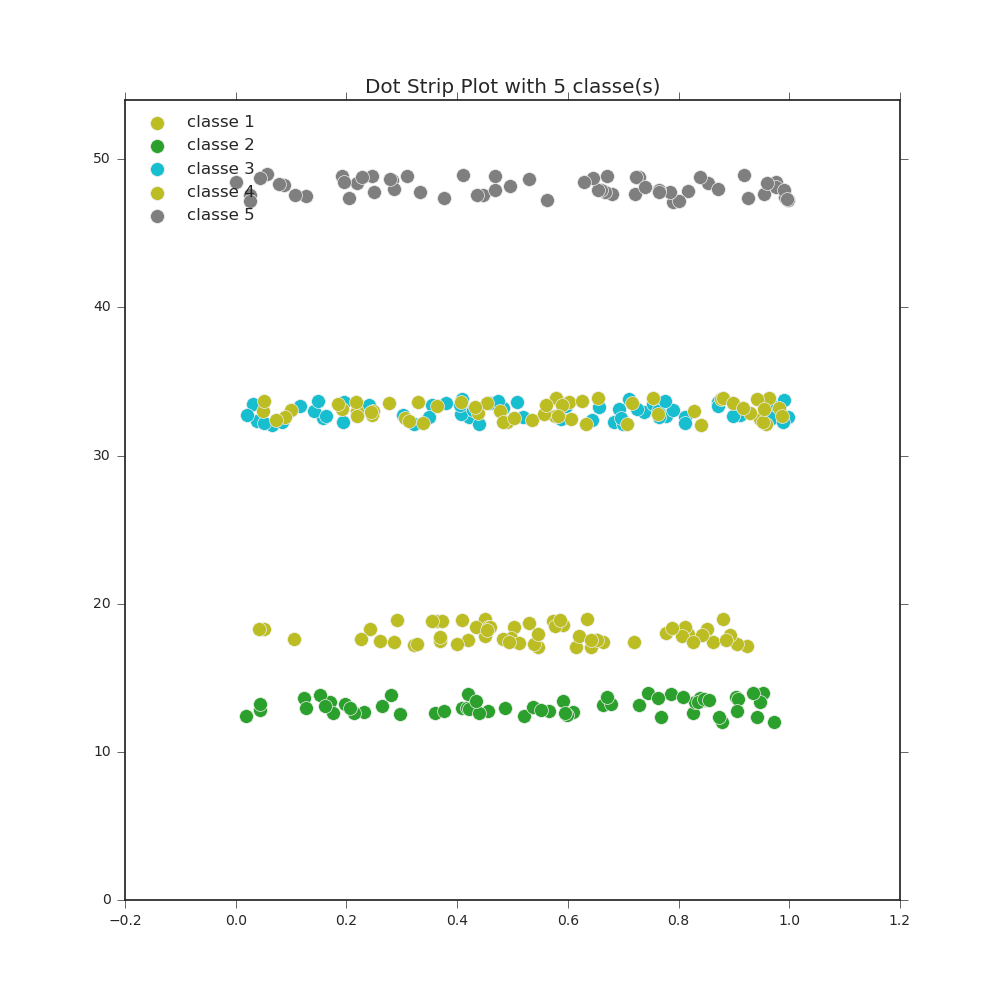 Dot Strip Plot with 5 classe(s)
classe 1
classe 2
classe 3
classe 4
classe 5
50
40
30
20
10
0
−0.2 0.0 0.2 0.4 0.6 0.8 1.0 1.2